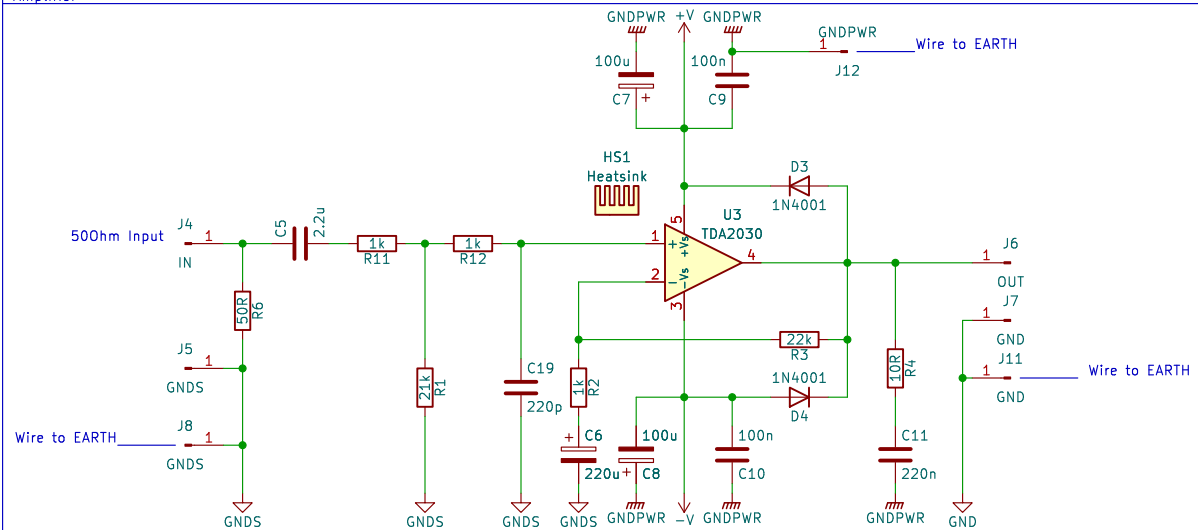 Amplifier
GNDPWR
+V
GNDPWR
GNDPWR
1
Wire to EARTH
J12
100u
C7
+
100n
C9
HS1
Heatsink
D3
1N4001
U3
TDA2030
5
+Vs
1
+
2
-
-Vs
3
4
50Ohm Input
J4
1
IN
C5
2.2u
1k
R11
1k
R12
J6
1
OUT
J7
1
GND
J11
1
GND
Wire to EARTH
50R
R6
J5
1
GNDS
22k
R3
10R
R4
21k
R1
C19
220p
1k
R2
1N4001
D4
J8
1
GNDS
Wire to EARTH
+
C6
220u
100u
+
C8
100n
C10
C11
220n
GNDS
GNDS
GNDS
GNDS
GNDPWR
-V
GNDPWR
GNDPWR
GND